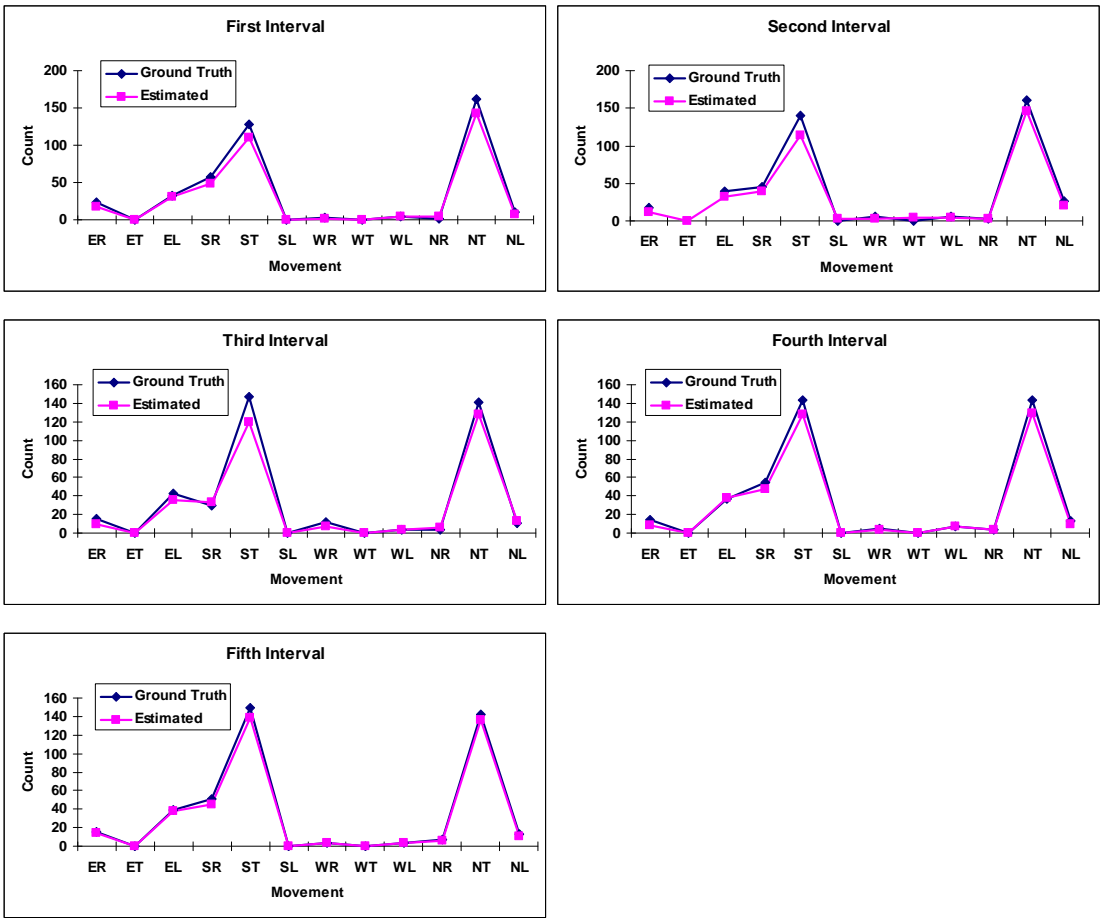 First Interval
Ground Truth
Estimated
200
150
100
50
0
Count
ER ET EL SR ST SL WR WT WL NR NT NL
Movement
Second Interval
Ground Truth
Estimated
200
150
100
50
0
Count
ER ET EL SR ST SL WR WT WL NR NT NL
Movement
Third Interval
Ground Truth
Estimated
160
140
120
100
80
60
40
20
0
Count
ER ET EL SR ST SL WR WT WL NR NT NL
Movement
Fourth Interval
Ground Truth
Estimated
160
140
120
100
80
60
40
20
0
Count
ER ET EL SR ST SL WR WT WL NR NT NL
Movement
Fifth Interval
Ground Truth
Estimated
160
140
120
100
80
60
40
20
0
Count
ER ET EL SR ST SL WR WT WL NR NT NL
Movement